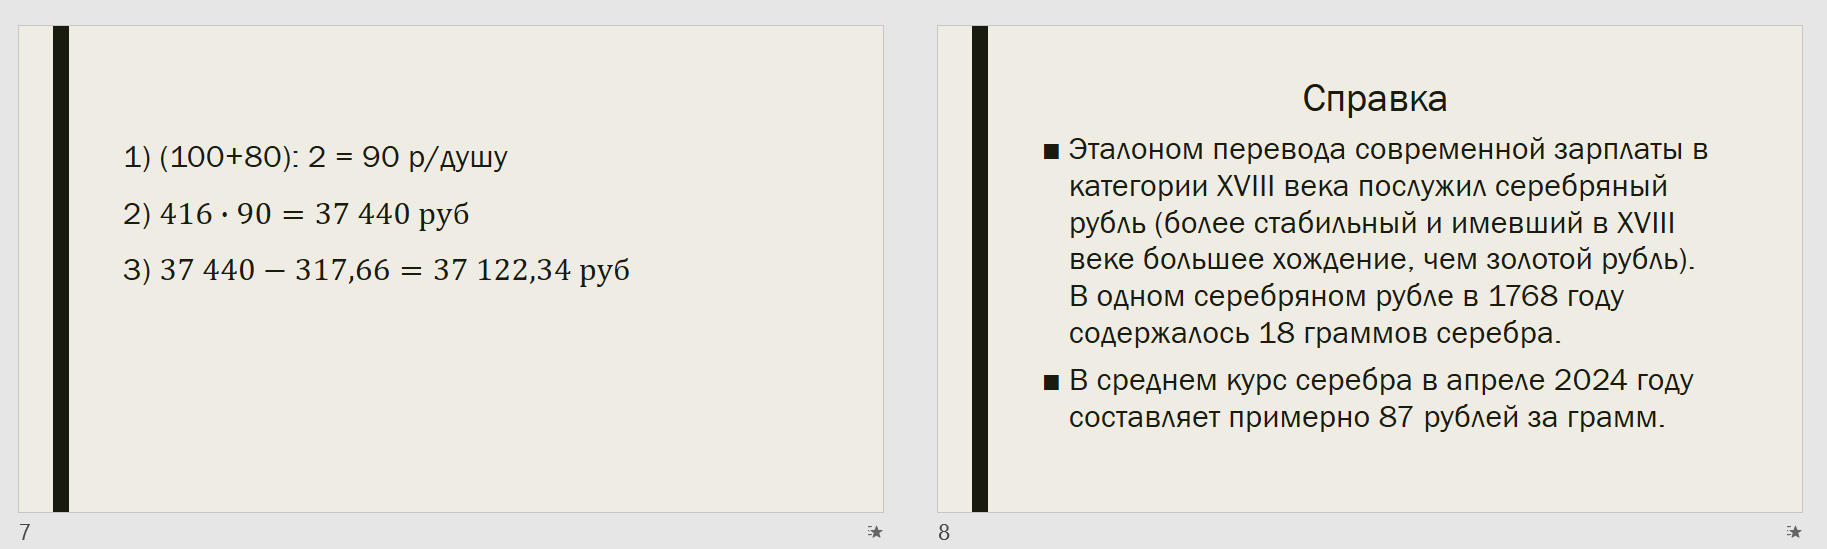 1) (100+80): 2 = 90 р/душу
2) 416 · 90 = 37 440 руб
3) 37 440 − 317,66 = 37 122,34 руб
7
Справка
■ Эталоном перевода современной зарплаты в
категории XVIII века послужил серебряный
рубль (более стабильный и имевший в XVIII
веке большее хождение, чем золотой рубль).
В одном серебряном рубле в 1768 году
содержалось 18 граммов серебра.
■ В среднем курс серебра в апреле 2024 году
составляет примерно 87 рублей за грамм.
8